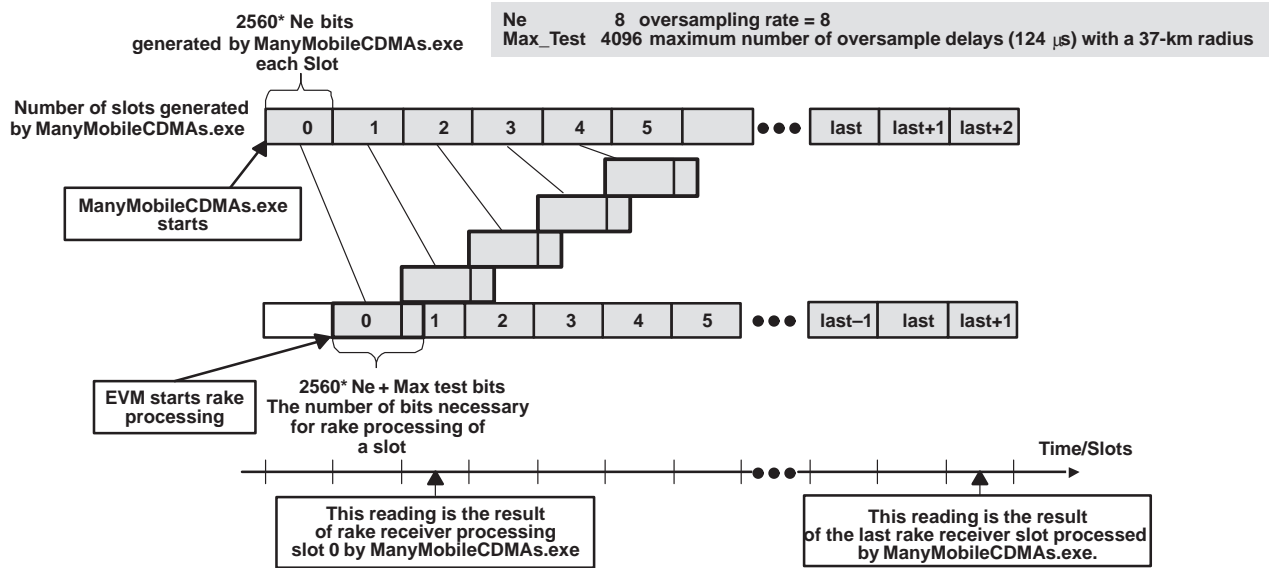 2560* Ne bits
generated by ManyMobileCDMAs.exe
each Slot
Ne 8 oversampling rate = 8
Max_Test 4096 maximum number of oversample delays (124 μs) with a 37-km radius
Number of slots generated
by ManyMobileCDMAs.exe
0 1 2 3 4 5 last last+1 last+2
ManyMobileCDMAs.exe
starts
0 1 2 3 4 5 last–1 last last+1
EVM starts rake
processing
2560* Ne + Max test bits
The number of bits necessary
for rake processing of
a slot
Time/Slots
This reading is the result
of rake receiver processing
slot 0 by ManyMobileCDMAs.exe
This reading is the result
of the last rake receiver slot processed
by ManyMobileCDMAs.exe.